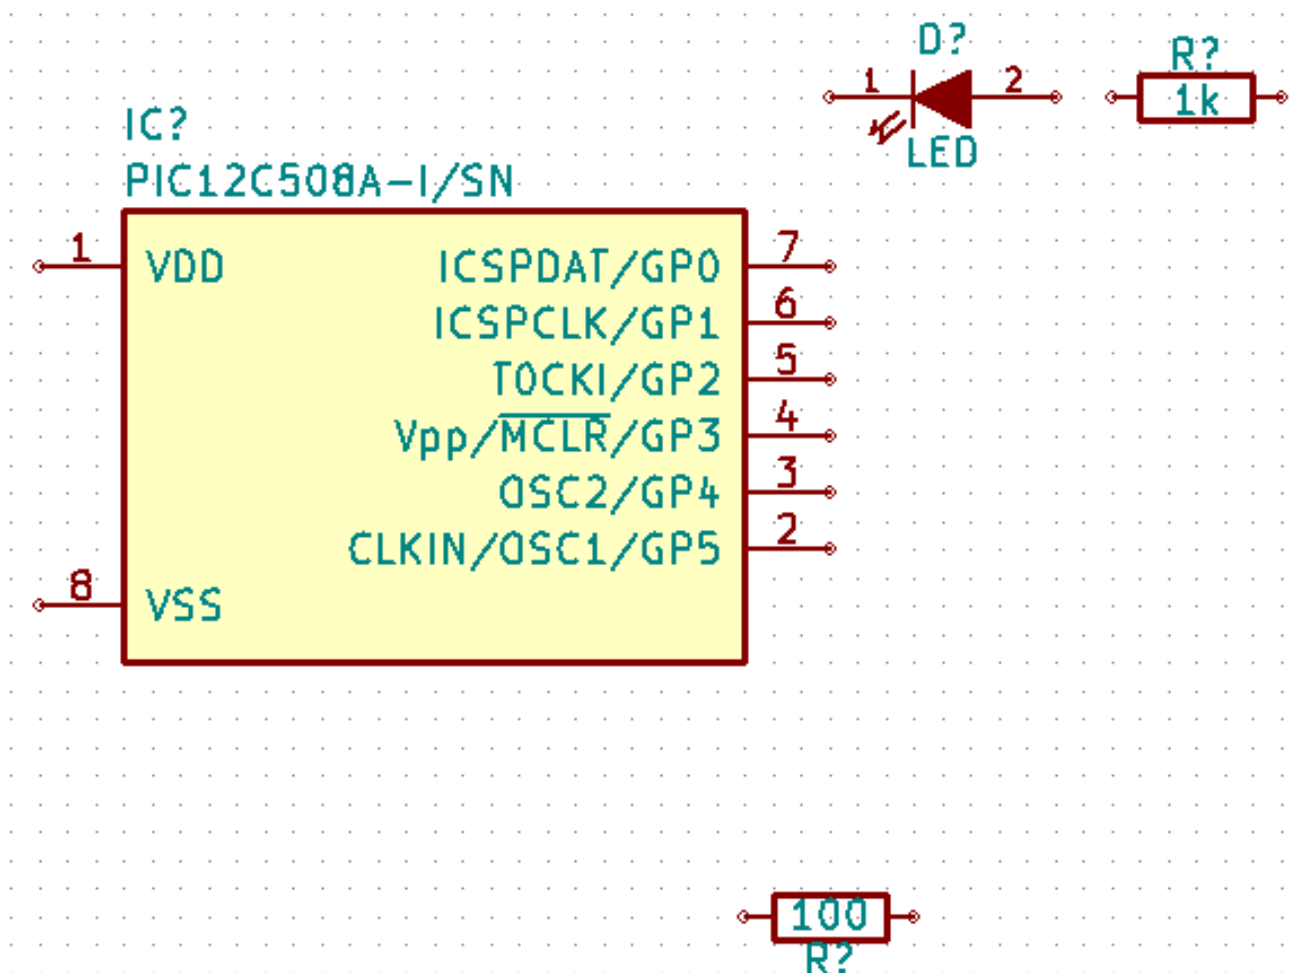 D?
1 2
LED
R?
1k
IC?
PIC12C508A-I/SN
1 VDD ICSPDAT/GP0 7
ICSPCLK/GP1 6
T0CKI/GP2 5
Vpp/MCLR/GP3 4
OSC2/GP4 3
CLKIN/OSC1/GP5 2
8 VSS
100
R?